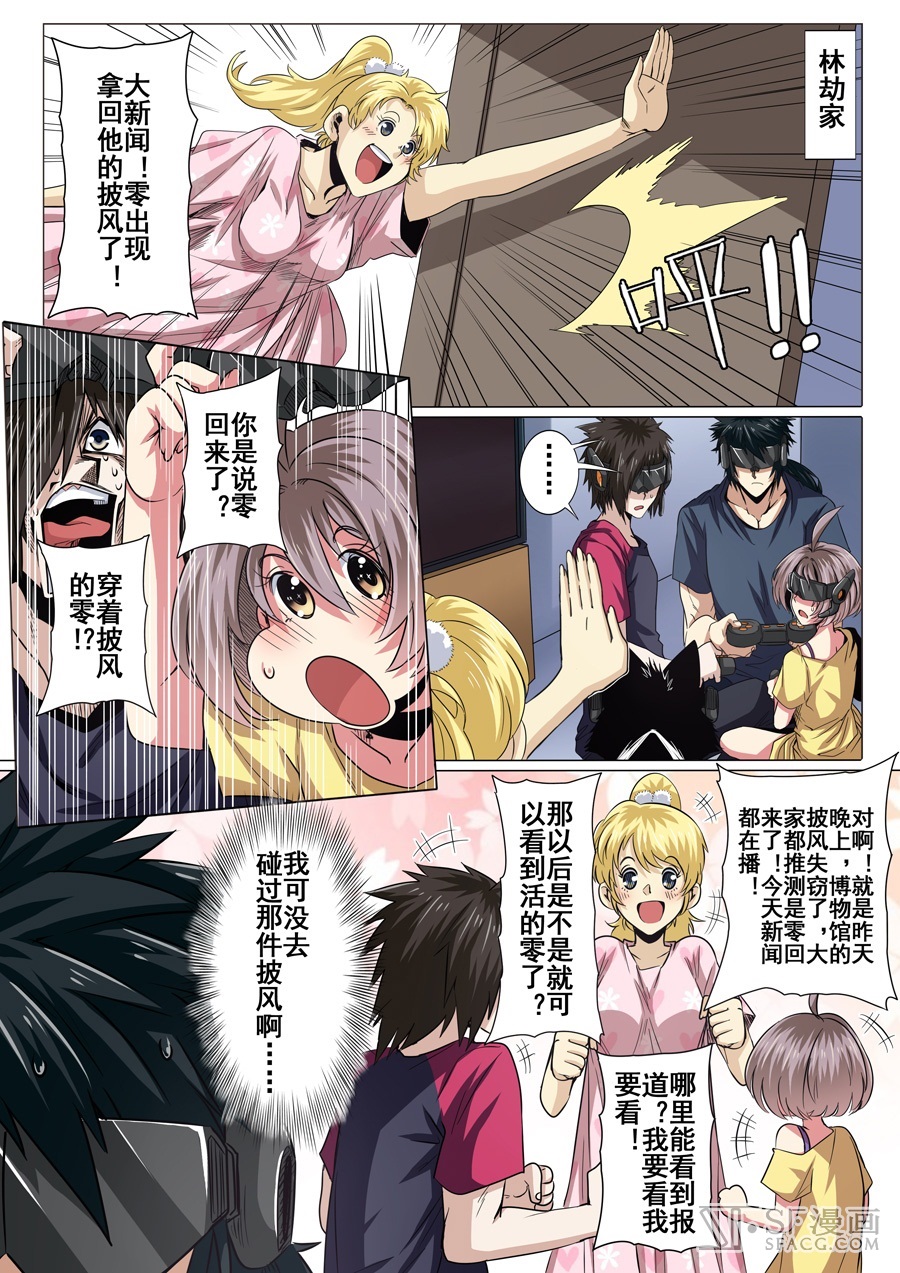 林劫家
大新闻！零出现
拿回他的披风了！
呯!!
……
你是说零
回来了？
穿着披风
的零!?
对啊！就是昨天
晚上，博物馆的
披风失窃了，大
家都推测是零回
来了！今天新闻
都在播！
那以后是不是就可
以看到活的零了？
哪里能看到报
道？我要看我
要看！
我可没去
碰过那件披风啊……
SF漫画
SFACG.COM